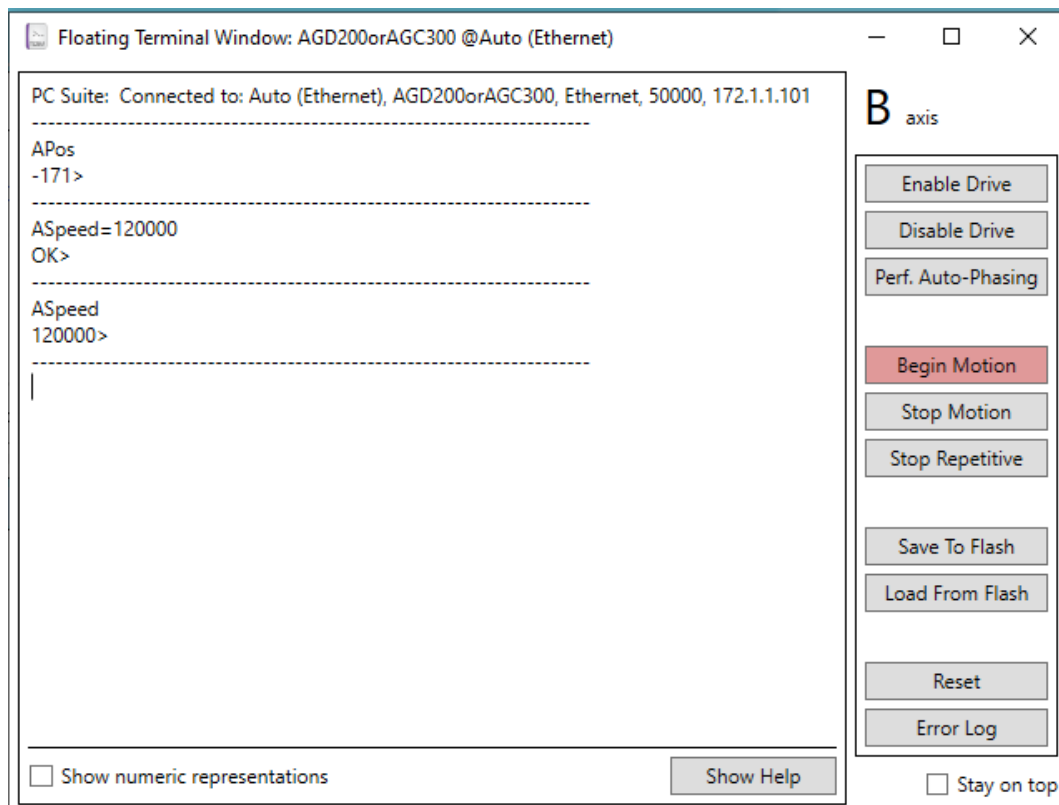 Floating Terminal Window: AGD200orAGC300 @Auto (Ethernet)
PC Suite:  Connected to: Auto (Ethernet), AGD200orAGC300, Ethernet, 50000, 172.1.1.101
----------------------------------------------------------------------
APos
-171>
----------------------------------------------------------------------
ASpeed=120000
OK>
----------------------------------------------------------------------
ASpeed
120000>
----------------------------------------------------------------------
Show numeric representations
Show Help
B axis
Enable Drive
Disable Drive
Perf. Auto-Phasing
Begin Motion
Stop Motion
Stop Repetitive
Save To Flash
Load From Flash
Reset
Error Log
Stay on top